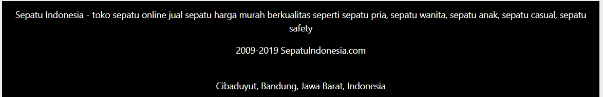 Sepatu Indonesia - toko sepatu online jual sepatu harga murah berkualitas seperti sepatu pria, sepatu wanita, sepatu anak, sepatu casual, sepatu
safety
2009-2019 SepatuIndonesia.com
Cibaduyut, Bandung, Jawa Barat, Indonesia